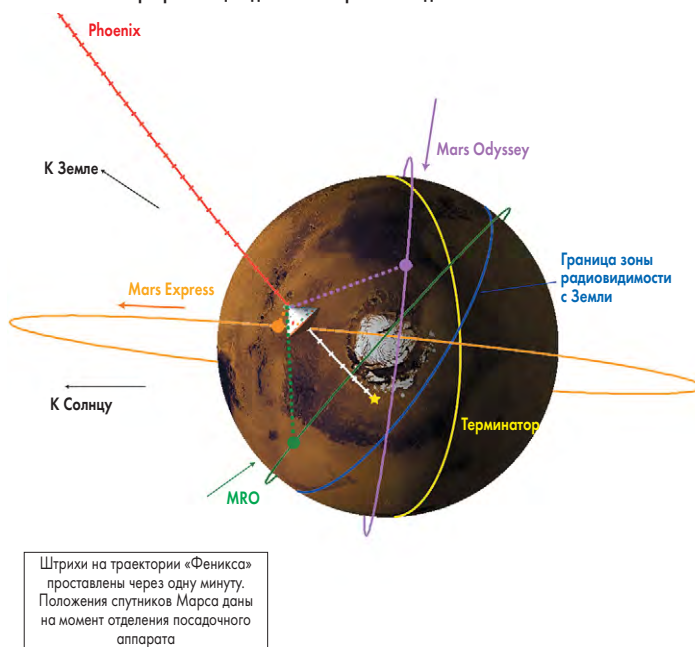 Phoenix
К Земле
Mars Odyssey
Граница зоны
радиовидимости
с Земли
Mars Express
К Солнцу
Терминатор
MRO
Штрихи на траектории «Феникса»
проставлены через одну минуту.
Положения спутников Марса даны
на момент отделения посадочного
аппарата